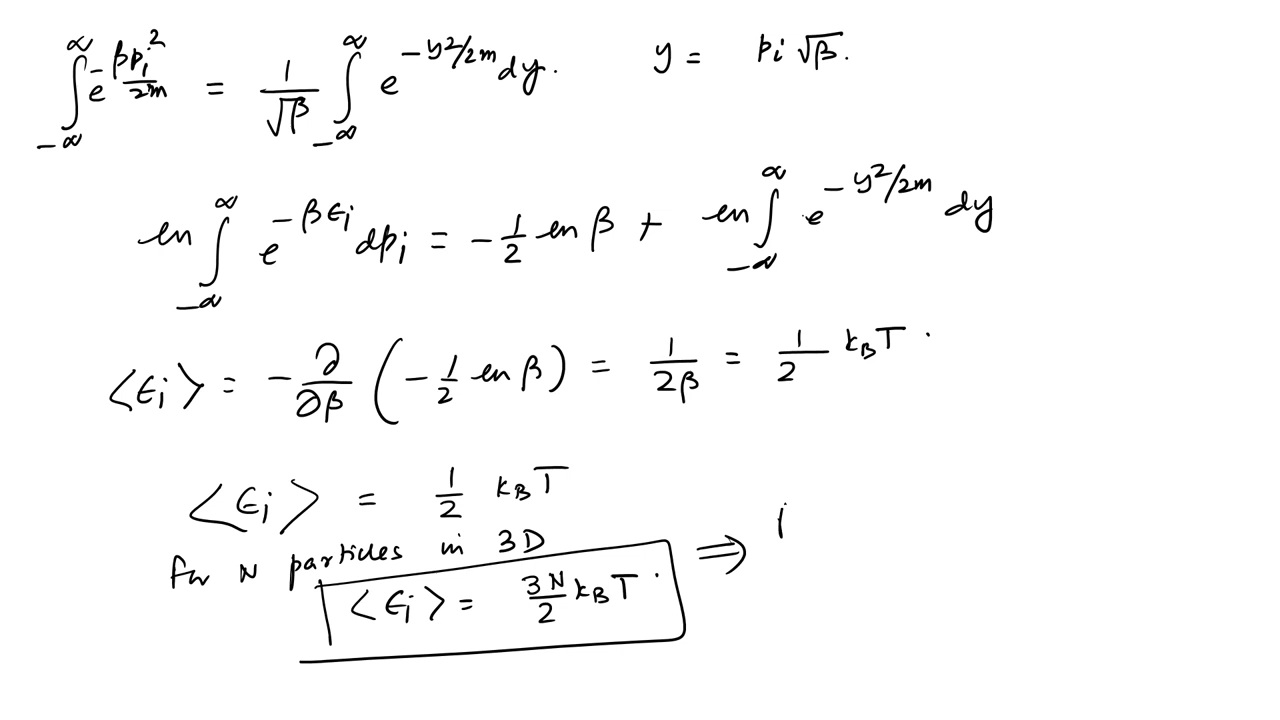 ∫_{-∞}^{∞} e^{-βp_i²/2m} = 1/√β ∫_{-∞}^{∞} e^{-y²/2m} dy. y = p_i √β.
ln ∫_{-∞}^{∞} e^{-βϵ_i} dp_i = -1/2 ln β + ln ∫_{-∞}^{∞} e^{-y²/2m} dy
⟨ϵ_i⟩ = -∂/∂β (-1/2 ln β) = 1/2β = 1/2 k_B T .
⟨ϵ_i⟩ = 1/2 k_B T
for N particles in 3D
⟨ϵ_i⟩ = 3N/2 k_B T . ⇒